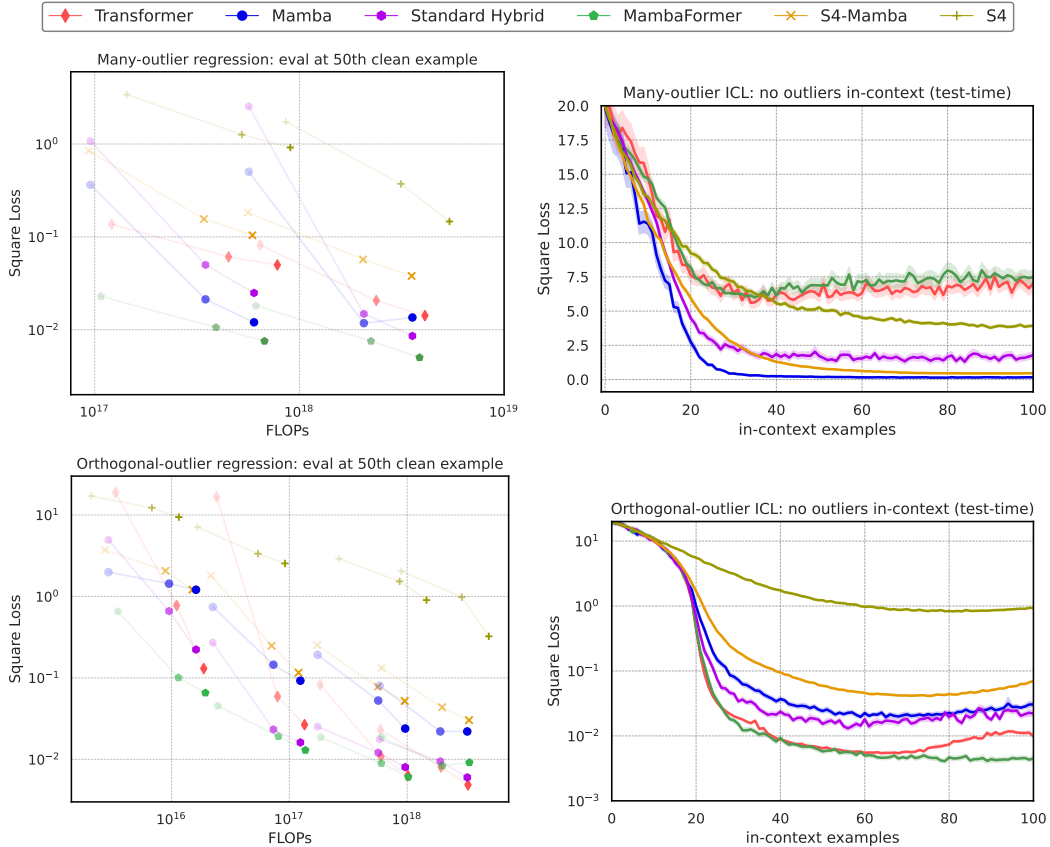 Transformer Mamba Standard Hybrid MambaFormer S4-Mamba S4
Many-outlier regression: eval at 50th clean example
Square Loss
10^0
10^-1
10^-2
10^17 10^18 10^19
FLOPs
Many-outlier ICL: no outliers in-context (test-time)
Square Loss
20.0
17.5
15.0
12.5
10.0
7.5
5.0
2.5
0.0
0 20 40 60 80 100
in-context examples
Orthogonal-outlier regression: eval at 50th clean example
Square Loss
10^1
10^0
10^-1
10^-2
10^16 10^17 10^18
FLOPs
Orthogonal-outlier ICL: no outliers in-context (test-time)
Square Loss
10^1
10^0
10^-1
10^-2
10^-3
0 20 40 60 80 100
in-context examples